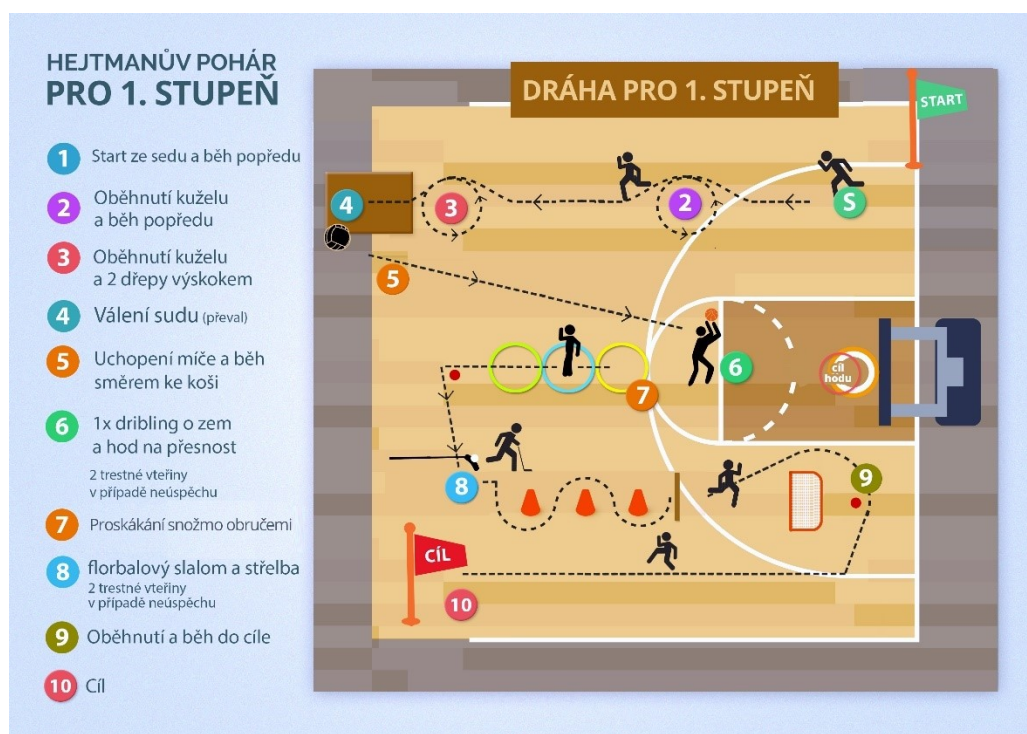 HEJTMANŮV POHÁR
PRO 1. STUPEŇ
1 Start ze sedu a běh popředu
2 Oběhnutí kuželu
a běh popředu
3 Oběhnutí kuželu
a 2 dřepy výskokem
4 Válení sudu (převal)
5 Uchopení míče a běh
směrem ke koši
6 1x dribling o zem
a hod na přesnost
2 trestné vteřiny
v případě neúspěchu
7 Proskákání snožmo obručemi
8 florbalový slalom a střelba
2 trestné vteřiny
v případě neúspěchu
9 Oběhnutí a běh do cíle
10 Cíl
DRÁHA PRO 1. STUPEŇ
START
4
3
2
S
5
6
cíl
hodu
7
8
9
CÍL
10